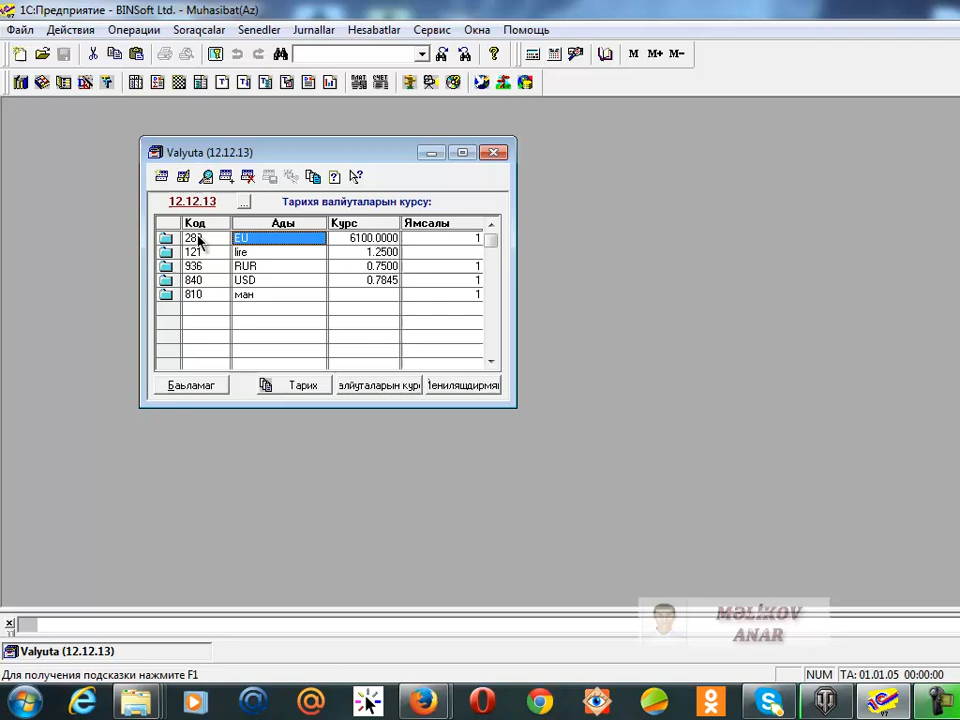 1С:Предприятие - BINSoft Ltd. - Muhasibat(Az)
Файл Действия Операции Soraqcalar Senedler Jurnallar Hesabatlar Сервис Окна Помощь
M M+ M−
Valyuta (12.12.13)
12.12.13 ... Тарихя валйуталарын курсу:
Код Ады Курс Ямсалы
EU 6100.0000 1
121 lire 1.2500
936 RUR 0.7500 1
840 USD 0.7845 1
810 ман 1
Баьламаг Тарих
MƏLİKOV
ANAR
Valyuta (12.12.13)
Для получения подсказки нажмите F1 NUM TA: 01.01.05 00:00:00